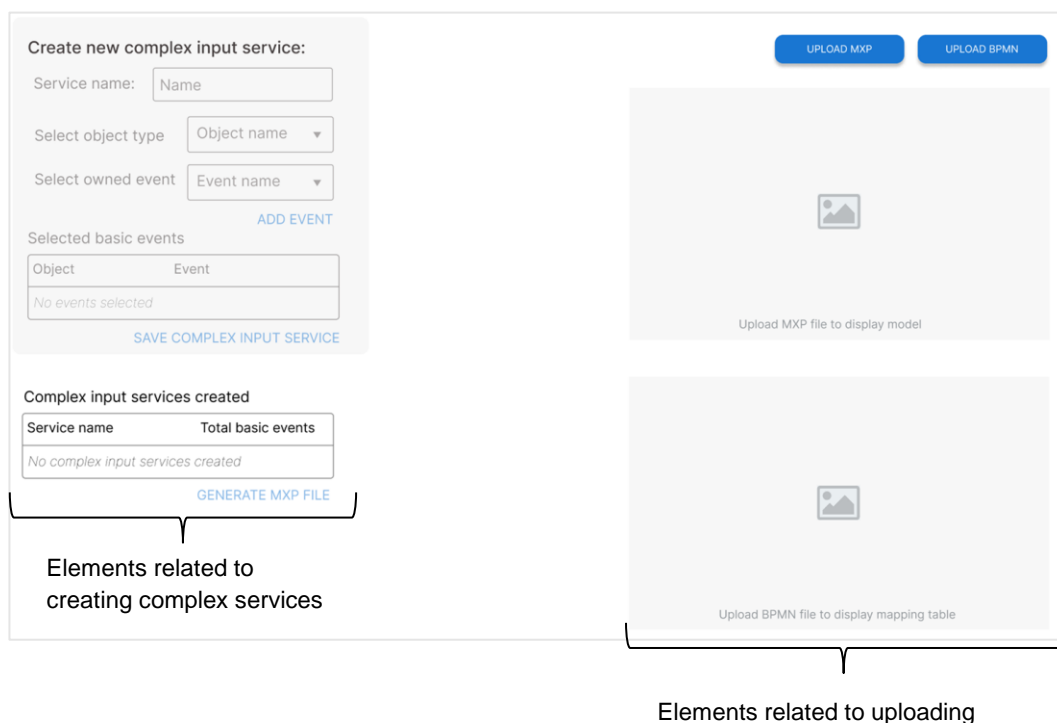 Create new complex input service:
Service name: Name
Select object type Object name
Select owned event Event name
ADD EVENT
Selected basic events
Object Event
No events selected
SAVE COMPLEX INPUT SERVICE
Complex input services created
Service name Total basic events
No complex input services created
GENERATE MXP FILE
Elements related to
creating complex services
UPLOAD MXP UPLOAD BPMN
Upload MXP file to display model
Upload BPMN file to display mapping table
Elements related to uploading